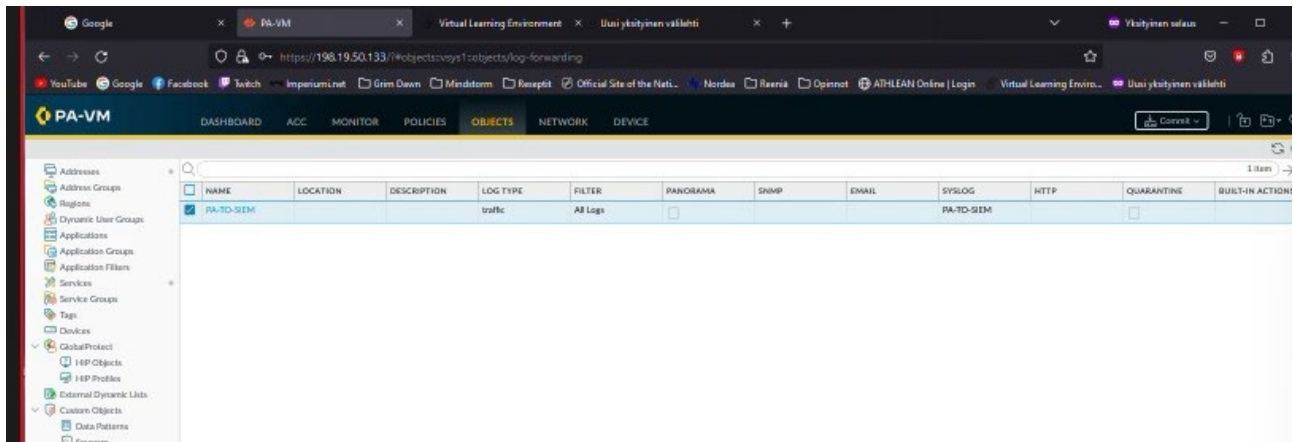 Google PA-VM Virtual Learning Environment Uusi yksityinen välilehti Yksityinen selaus
https://198.19.50.133/?#objects:vsys1:objects/log-forwarding
YouTube Google Facebook Twitch Imperiumi.net Grim Dawn Mindstorm Reseptit Official Site of the Nati... Nordea Reeniä Opinnot ATHLEAN Online | Login Virtual Learning Enviro... Uusi yksityinen välilehti
PA-VM DASHBOARD ACC MONITOR POLICIES OBJECTS NETWORK DEVICE Commit
1 item
NAME LOCATION DESCRIPTION LOG TYPE FILTER PANORAMA SNMP EMAIL SYSLOG HTTP QUARANTINE BUILT-IN ACTIONS
PA-TO-SIEM traffic All Logs PA-TO-SIEM
Addresses
Address Groups
Regions
Dynamic User Groups
Applications
Application Groups
Application Filters
Services
Service Groups
Tags
Devices
GlobalProtect
HIP Objects
HIP Profiles
External Dynamic Lists
Custom Objects
Data Patterns